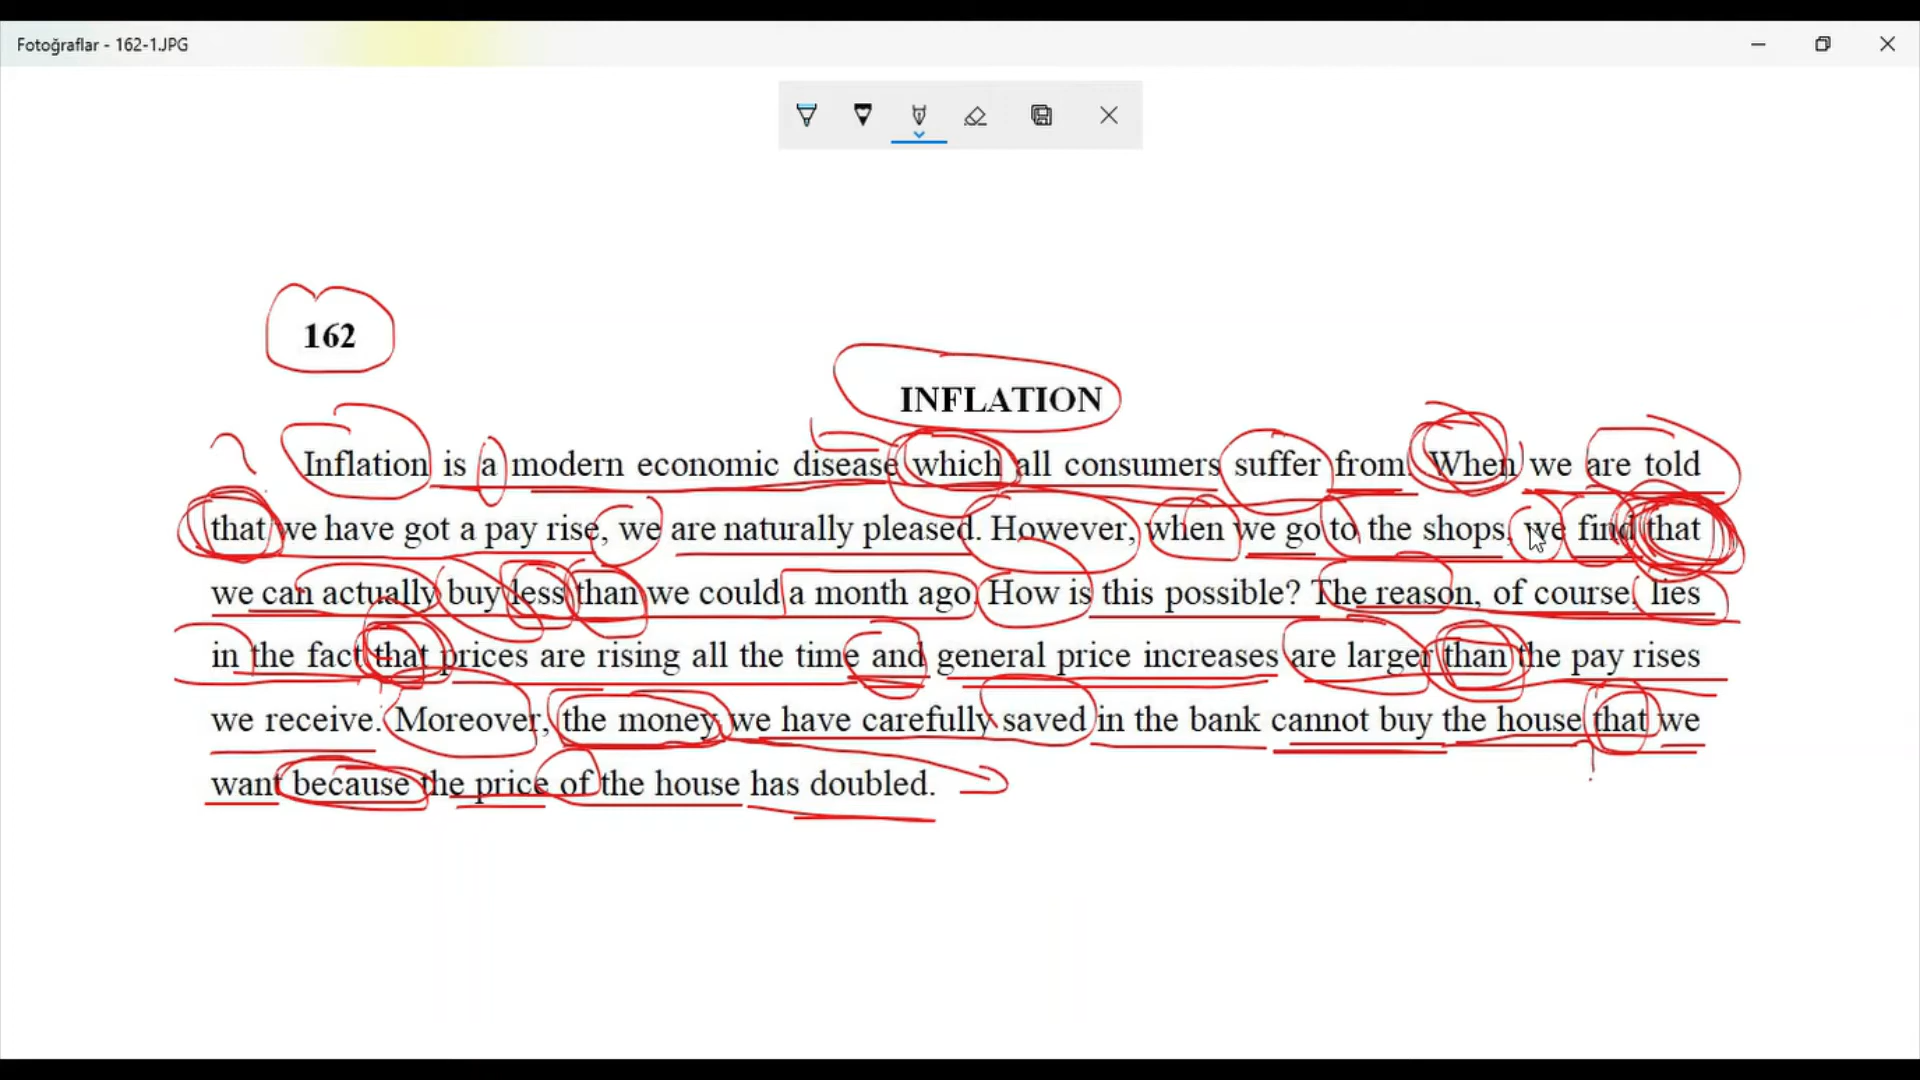 Fotoğraflar - 162-1.JPG
162
INFLATION
Inflation is a modern economic disease which all consumers suffer from. When we are told
that we have got a pay rise, we are naturally pleased. However, when we go to the shops, we find that
we can actually buy less than we could a month ago. How is this possible? The reason, of course, lies
in the fact that prices are rising all the time and general price increases are larger than the pay rises
we receive. Moreover, the money we have carefully saved in the bank cannot buy the house that we
want because the price of the house has doubled.